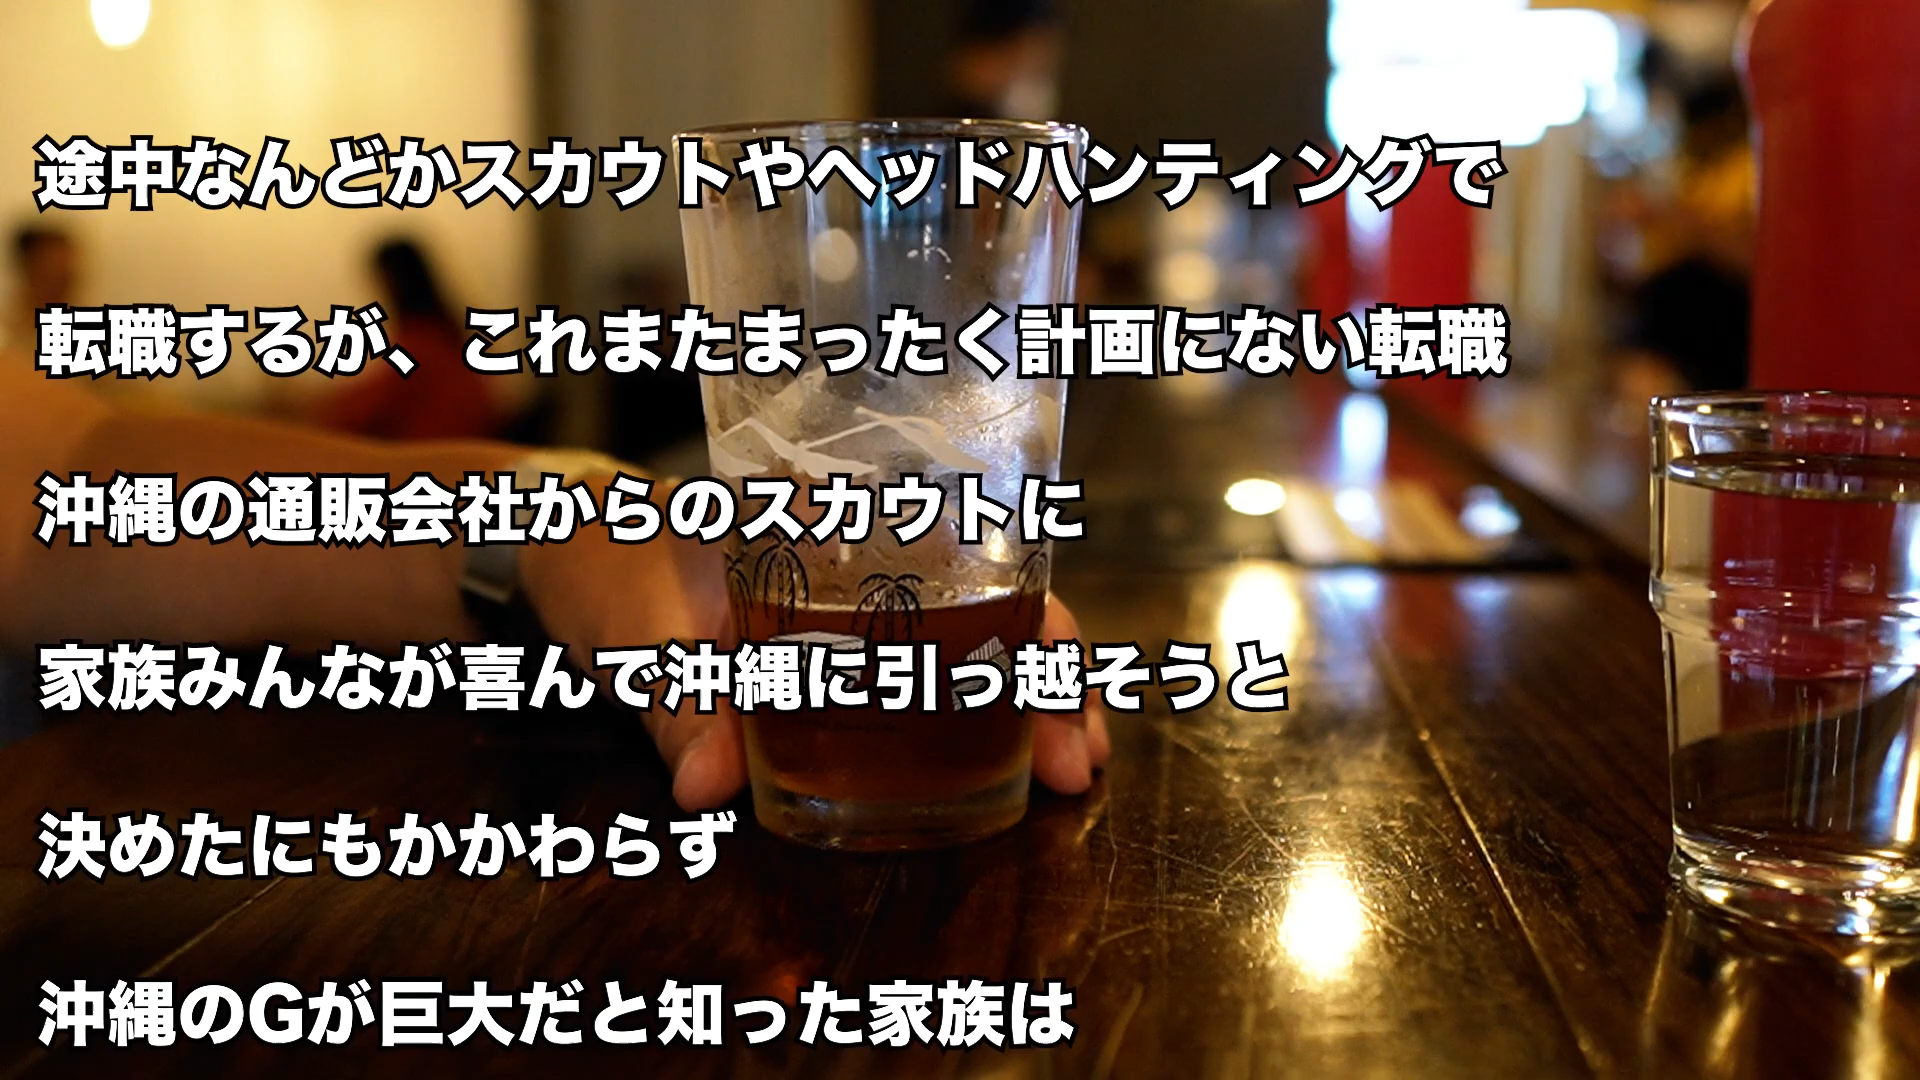 途中なんどかスカウトやヘッドハンティングで
転職するが、これまたまったく計画にない転職
沖縄の通販会社からのスカウトに
家族みんなが喜んで沖縄に引っ越そうと
決めたにもかかわらず
沖縄のGが巨大だと知った家族は